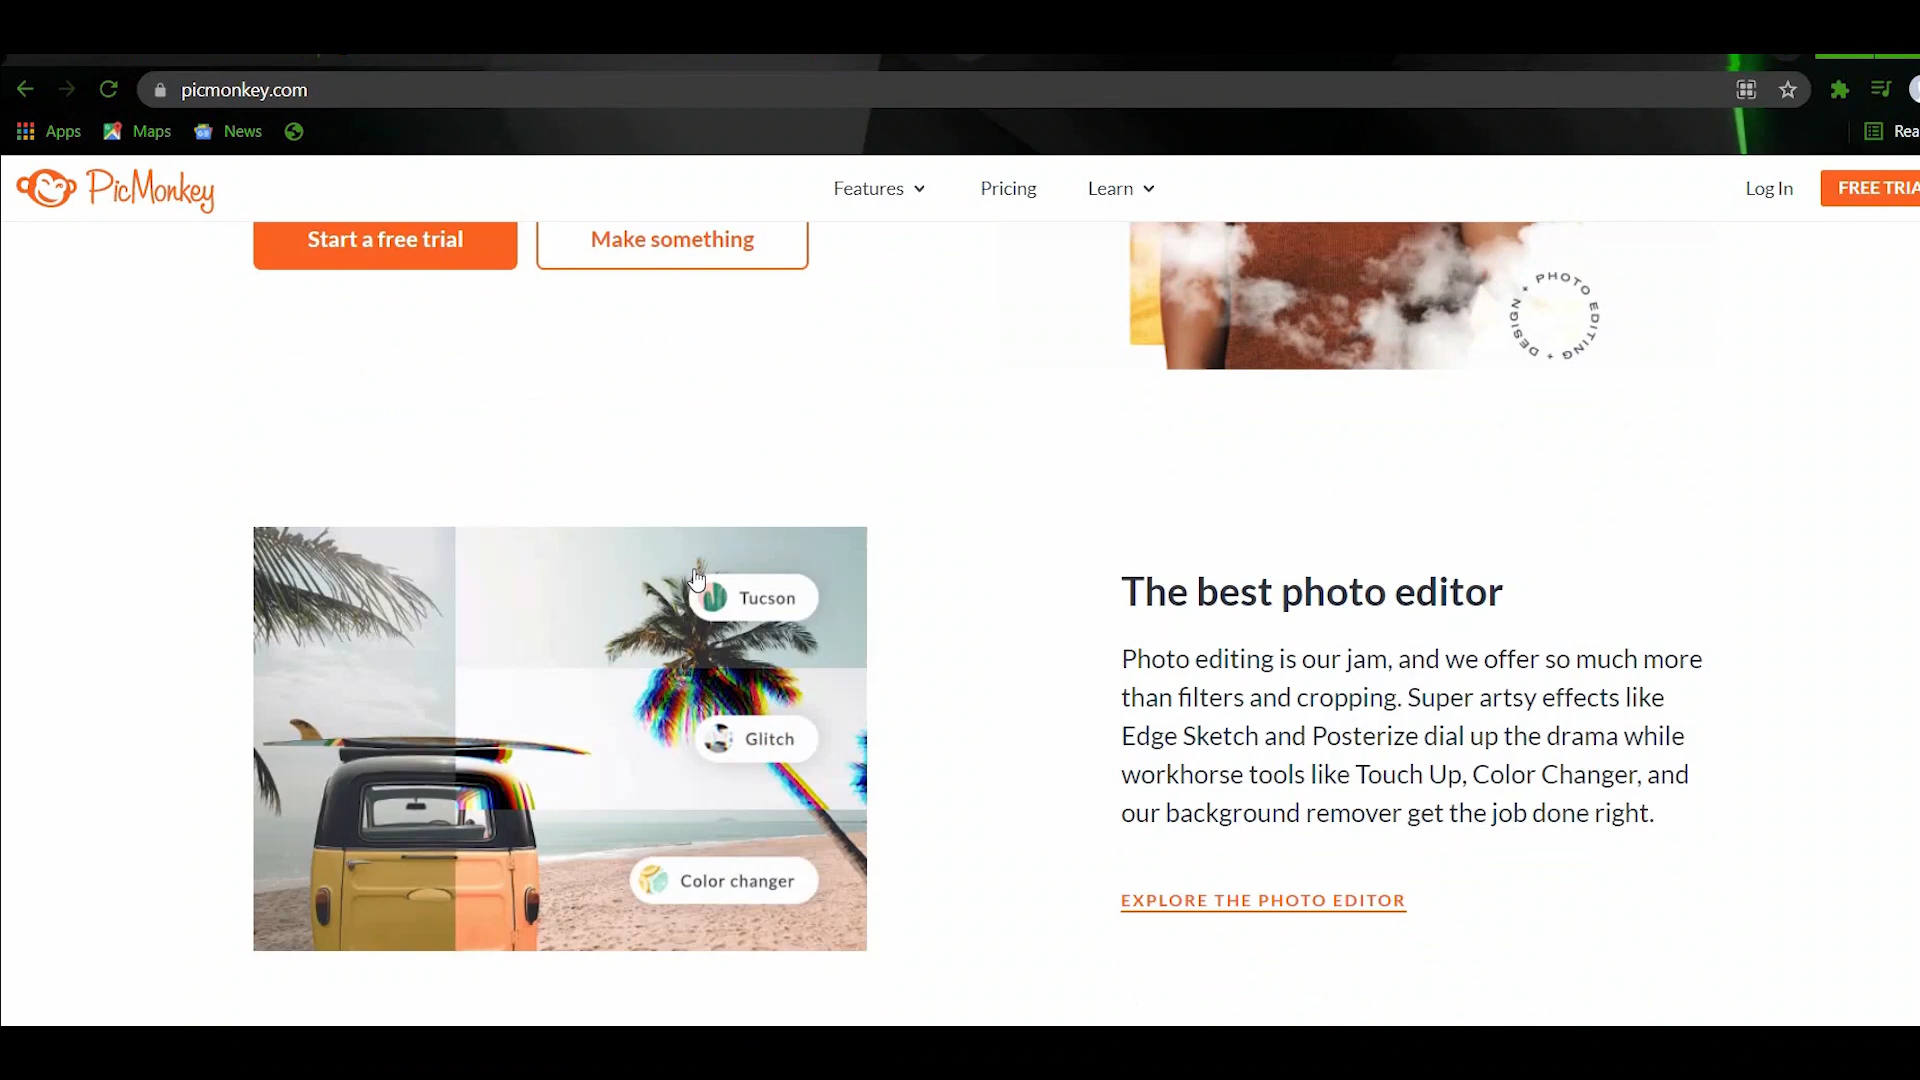 picmonkey.com
Apps
Maps
News
Rea
PicMonkey
Features
Pricing
Learn
Log In
FREE TRIA
Start a free trial
Make something
PHOTO EDITING + DESIGN +
Tucson
Glitch
Color changer
The best photo editor
Photo editing is our jam, and we offer so much more
than filters and cropping. Super artsy effects like
Edge Sketch and Posterize dial up the drama while
workhorse tools like Touch Up, Color Changer, and
our background remover get the job done right.
EXPLORE THE PHOTO EDITOR